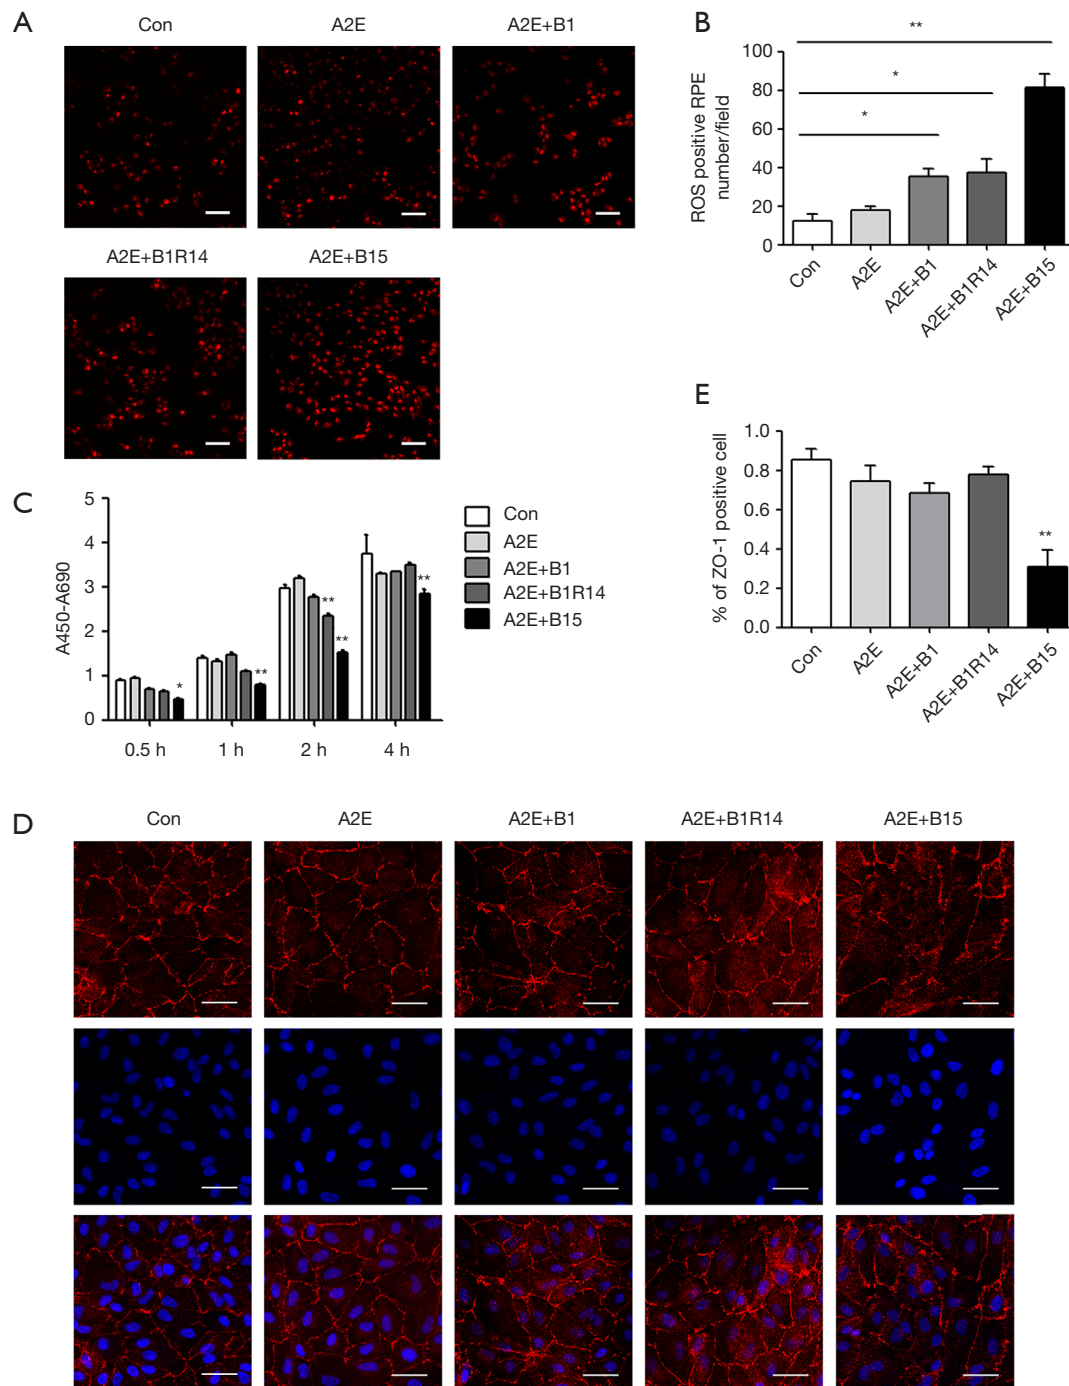 A
Con
A2E
A2E+B1
A2E+B1R14
A2E+B15
B
ROS positive RPE
number/field
100
80
60
40
20
0
**
*
*
Con
A2E
A2E+B1
A2E+B1R14
A2E+B15
C
A450-A690
5
4
3
2
1
0
*
**
**
**
**
0.5 h
1 h
2 h
4 h
Con
A2E
A2E+B1
A2E+B1R14
A2E+B15
E
% of ZO-1 positive cell
1.0
0.8
0.6
0.4
0.2
0.0
**
Con
A2E
A2E+B1
A2E+B1R14
A2E+B15
D
Con
A2E
A2E+B1
A2E+B1R14
A2E+B15